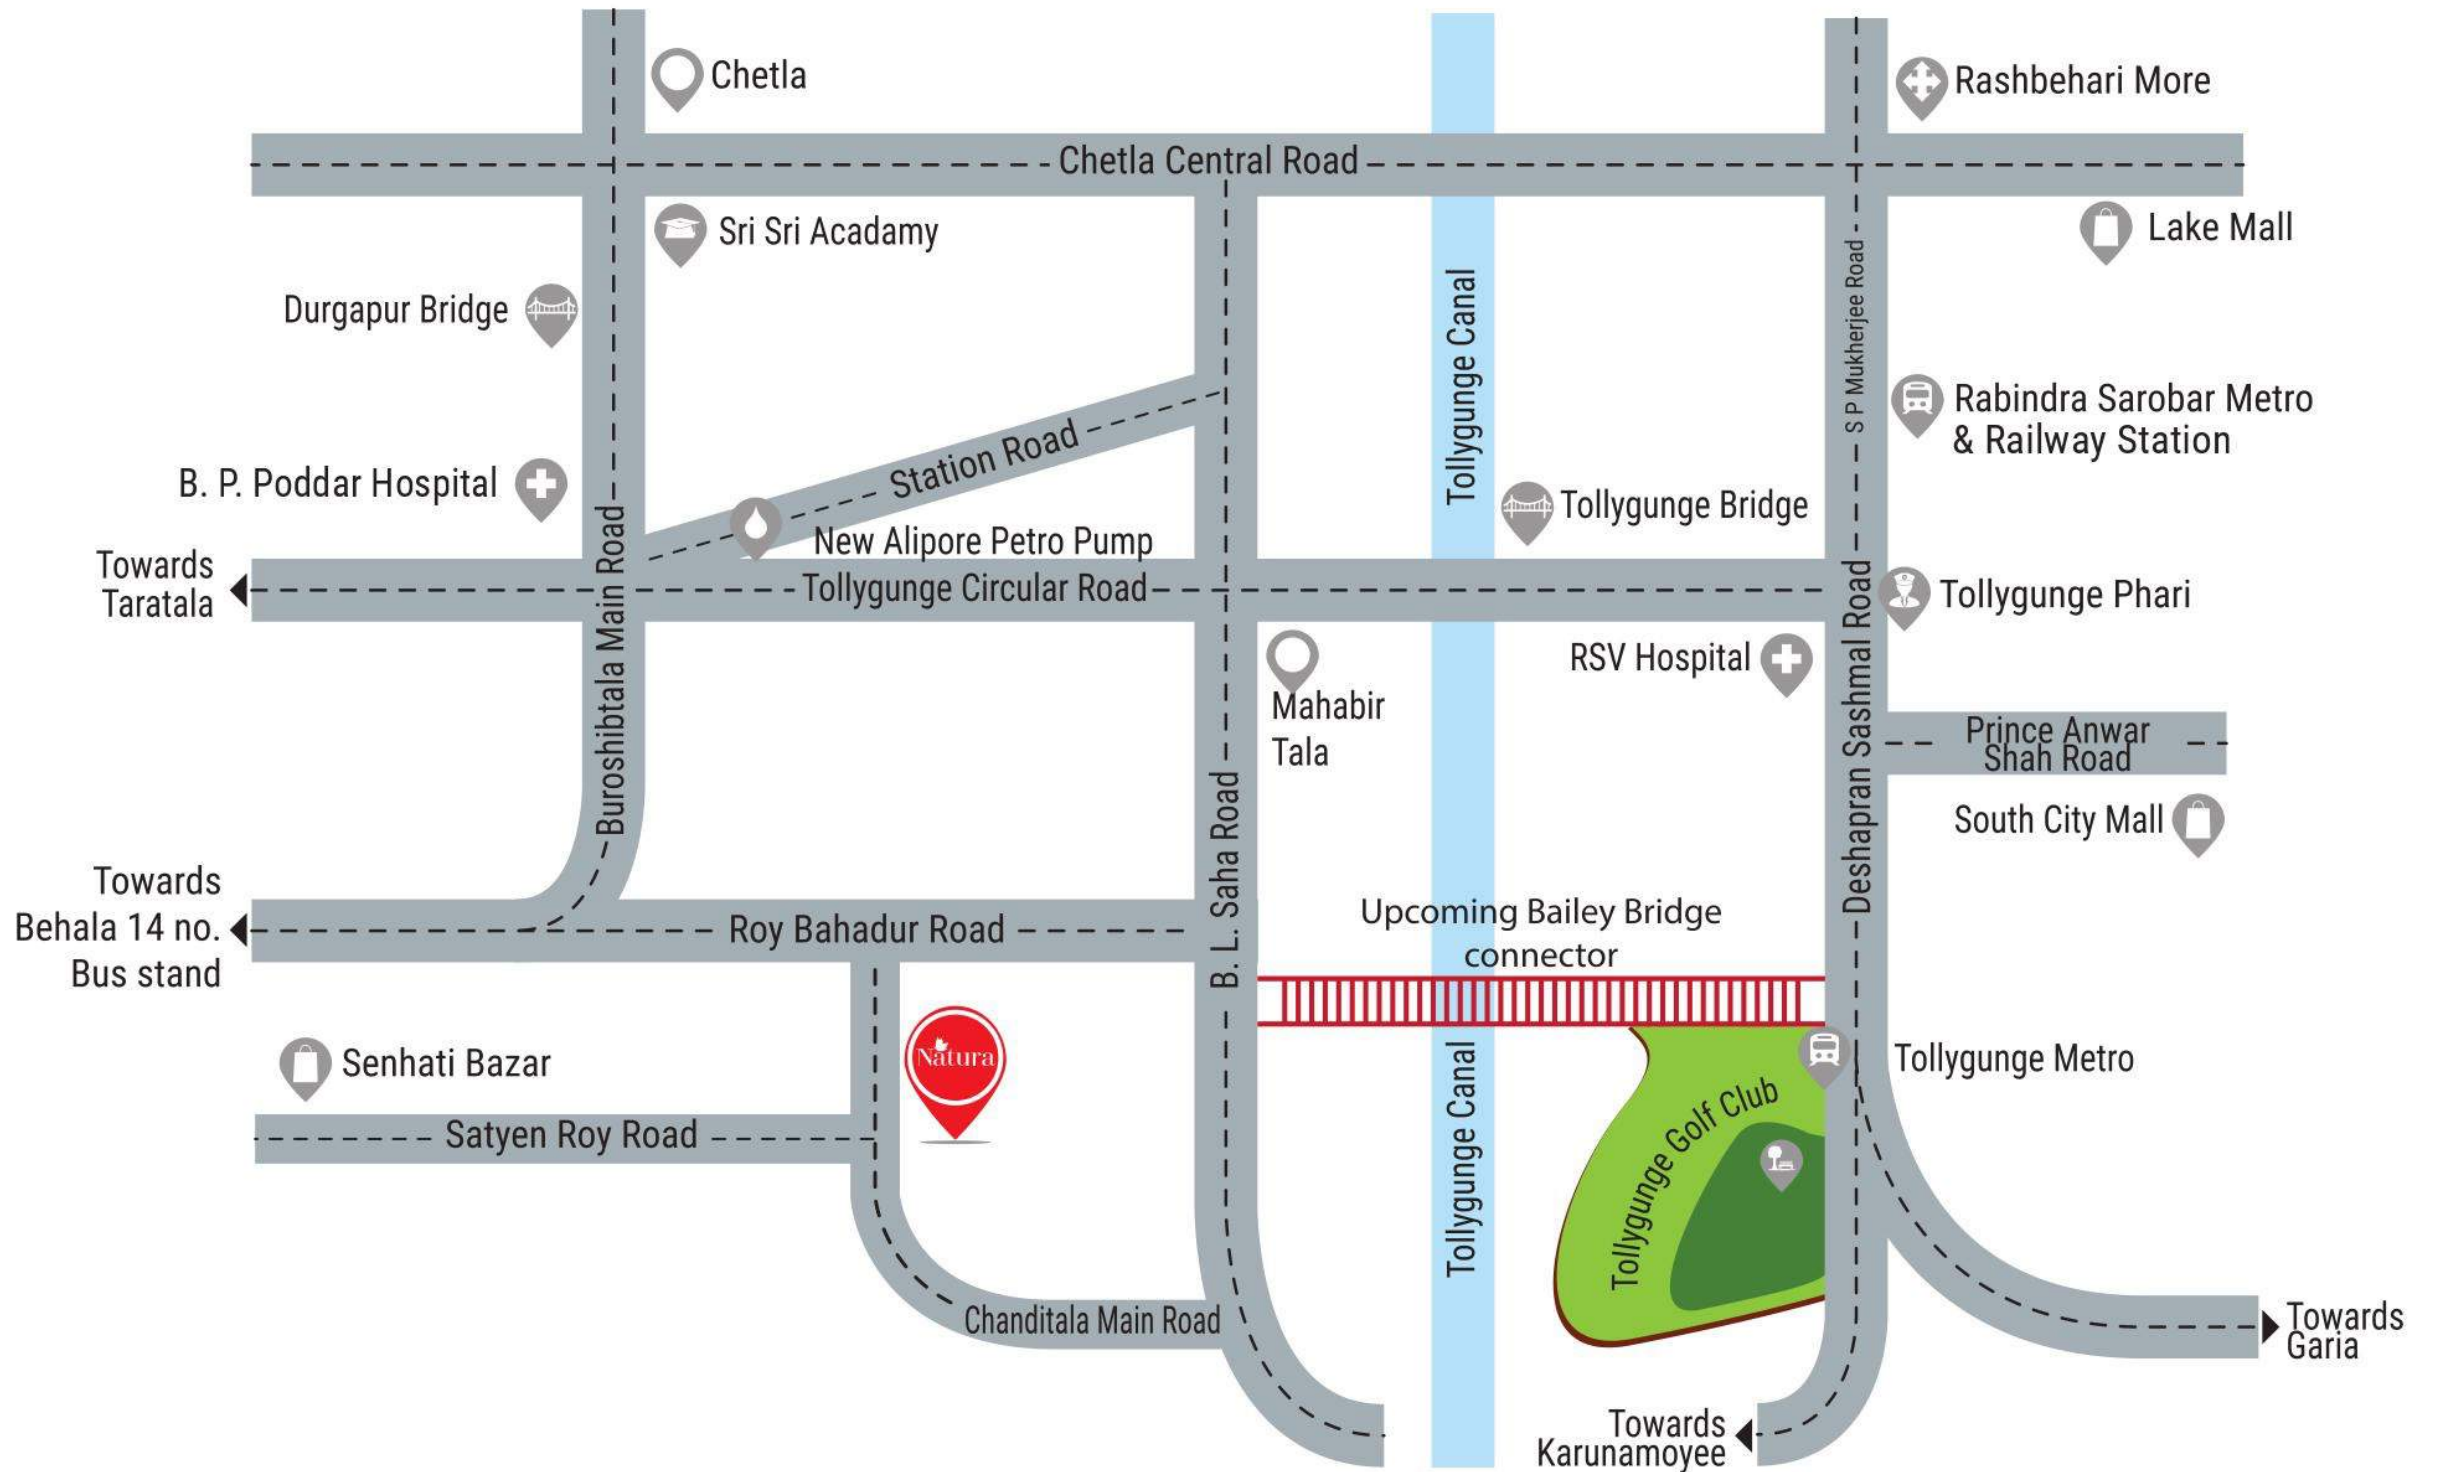 Chetla
Rashbehari More
Chetla Central Road
Sri Sri Acadamy
Lake Mall
Durgapur Bridge
Tollygunge Canal
S P Mukherjee Road
Rabindra Sarobar Metro
& Railway Station
Station Road
B. P. Poddar Hospital
Tollygunge Bridge
New Alipore Petro Pump
Towards
Taratala
Buroshibtala Main Road
Tollygunge Circular Road
Tollygunge Phari
RSV Hospital
Mahabir
Tala
Deshapran Sashmal Road
Prince Anwar
Shah Road
South City Mall
B. L. Saha Road
Towards
Behala 14 no.
Bus stand
Roy Bahadur Road
Upcoming Bailey Bridge
connector
Natura
Senhati Bazar
Tollygunge Metro
Satyen Roy Road
Tollygunge Canal
Tollygunge Golf Club
Chanditala Main Road
Towards
Garia
Towards
Karunamoyee